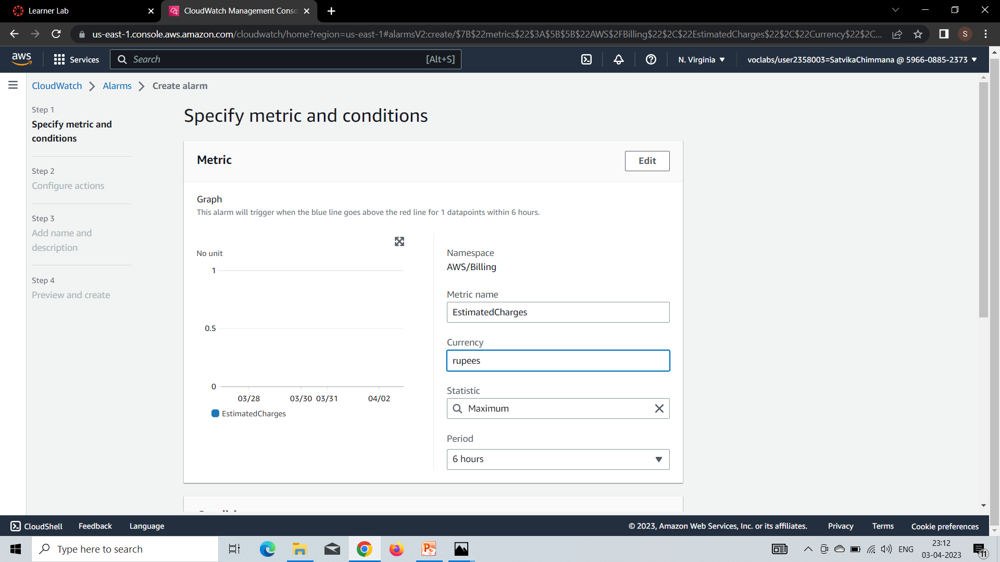 Learner Lab
CloudWatch Management Conso
us-east-1.console.aws.amazon.com/cloudwatch/home?region=us-east-1#alarmsV2:create/$7B$22metrics$22$3A$5B$5B$22AWS$2FBilling$22$2C$22EstimatedCharges$22$2C$22Currency$22$2C...
S
aws
Services
Search
[Alt+S]
N. Virginia
voclabs/user2358003=SatvikaChimmana @ 5966-0885-2373
CloudWatch
Alarms
Create alarm
Step 1
Specify metric and
conditions
Step 2
Configure actions
Step 3
Add name and
description
Step 4
Preview and create
Specify metric and conditions
Metric
Edit
Graph
This alarm will trigger when the blue line goes above the red line for 1 datapoints within 6 hours.
No unit
1
0.5
0
03/28
03/30
03/31
04/02
EstimatedCharges
Namespace
AWS/Billing
Metric name
EstimatedCharges
Currency
rupees
Statistic
Maximum
Period
6 hours
CloudShell
Feedback
Language
© 2023, Amazon Web Services, Inc. or its affiliates.
Privacy
Terms
Cookie preferences
Type here to search
ENG
23:12
03-04-2023
11